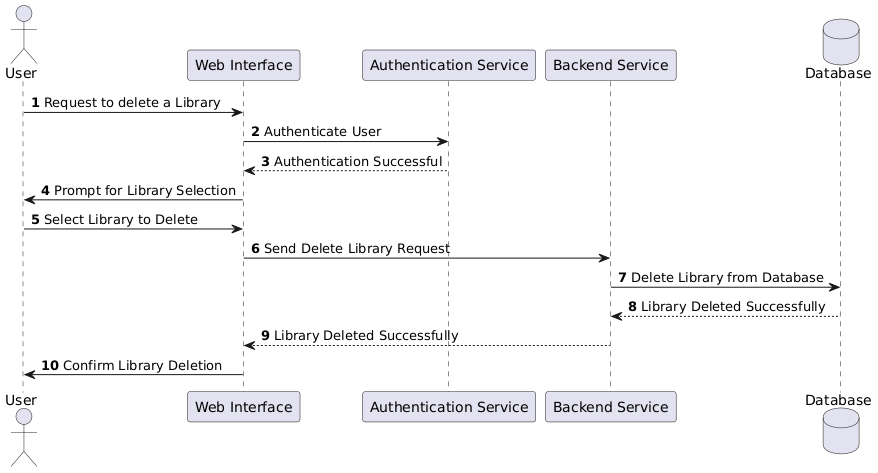 User
Web Interface
Authentication Service
Backend Service
Database
1 Request to delete a Library
2 Authenticate User
3 Authentication Successful
4 Prompt for Library Selection
5 Select Library to Delete
6 Send Delete Library Request
7 Delete Library from Database
8 Library Deleted Successfully
9 Library Deleted Successfully
10 Confirm Library Deletion
User
Web Interface
Authentication Service
Backend Service
Database